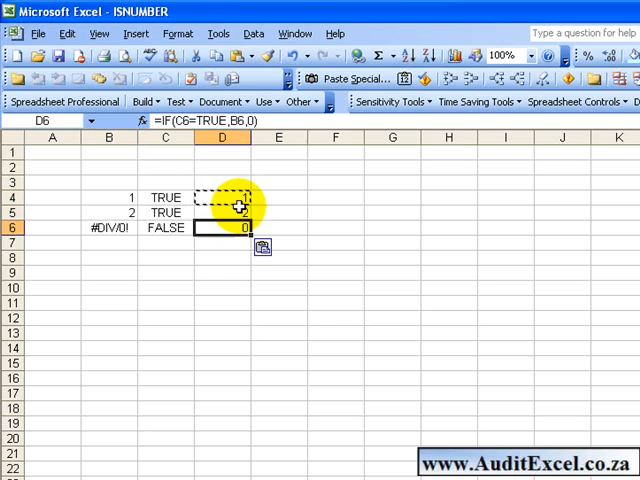 Microsoft Excel - ISNUMBER
File Edit View Insert Format Tools Data Window Help
Type a question for help
100%
Paste Special...
Spreadsheet Professional Build Test Document Use Other Sensitivity Tools Time Saving Tools Spreadsheet Controls
D6 =IF(C6=TRUE,B6,0)
A B C D E F G H I J K
1
2
3
4 1 TRUE 1
5 2 TRUE 2
6 #DIV/0! FALSE 0
7
8
9
10
11
12
13
14
15
16
17
18
19
20
21
22
www.AuditExcel.co.za